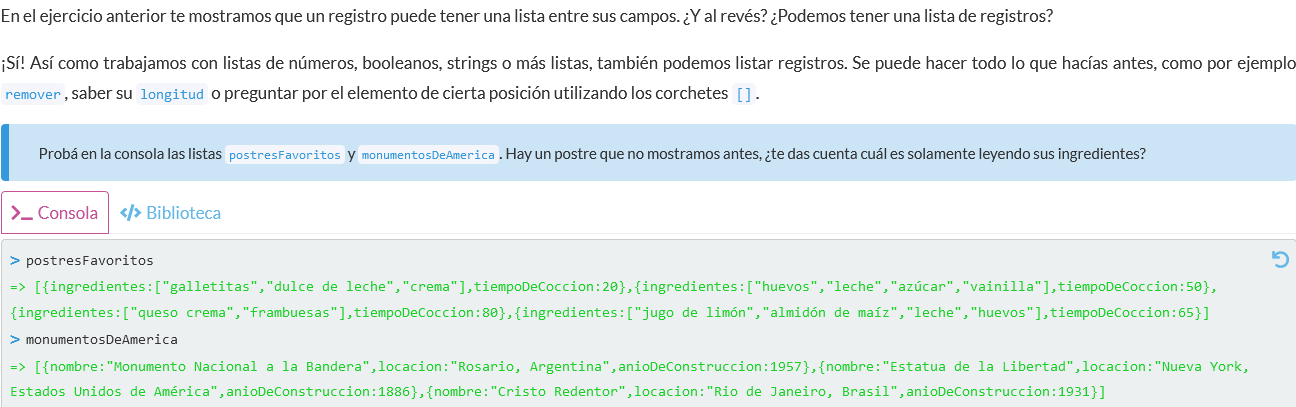 En el ejercicio anterior te mostramos que un registro puede tener una lista entre sus campos. ¿Y al revés? ¿Podemos tener una lista de registros?
¡Sí! Así como trabajamos con listas de números, booleanos, strings o más listas, también podemos listar registros. Se puede hacer todo lo que hacías antes, como por ejemplo
remover, saber su longitud o preguntar por el elemento de cierta posición utilizando los corchetes [].
Probá en la consola las listas postresFavoritos y monumentosDeAmerica. Hay un postre que no mostramos antes, ¿te das cuenta cuál es solamente leyendo sus ingredientes?
>_ Consola </> Biblioteca
> postresFavoritos
=> [{ingredientes:["galletitas","dulce de leche","crema"],tiempoDeCoccion:20},{ingredientes:["huevos","leche","azúcar","vainilla"],tiempoDeCoccion:50},
{ingredientes:["queso crema","frambuesas"],tiempoDeCoccion:80},{ingredientes:["jugo de limón","almidón de maíz","leche","huevos"],tiempoDeCoccion:65}]
> monumentosDeAmerica
=> [{nombre:"Monumento Nacional a la Bandera",locacion:"Rosario, Argentina",anioDeConstruccion:1957},{nombre:"Estatua de la Libertad",locacion:"Nueva York,
Estados Unidos de América",anioDeConstruccion:1886},{nombre:"Cristo Redentor",locacion:"Rio de Janeiro, Brasil",anioDeConstruccion:1931}]